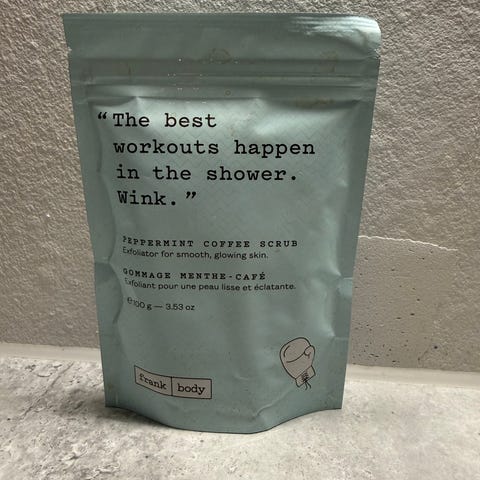 “The best
workouts happen
in the shower.
Wink.”
PEPPERMINT COFFEE SCRUB
Exfoliator for smooth, glowing skin.
GOMMAGE MENTHE-CAFÉ
Exfoliant pour une peau lisse et éclatante.
℮100 g — 3.53 oz
frank body